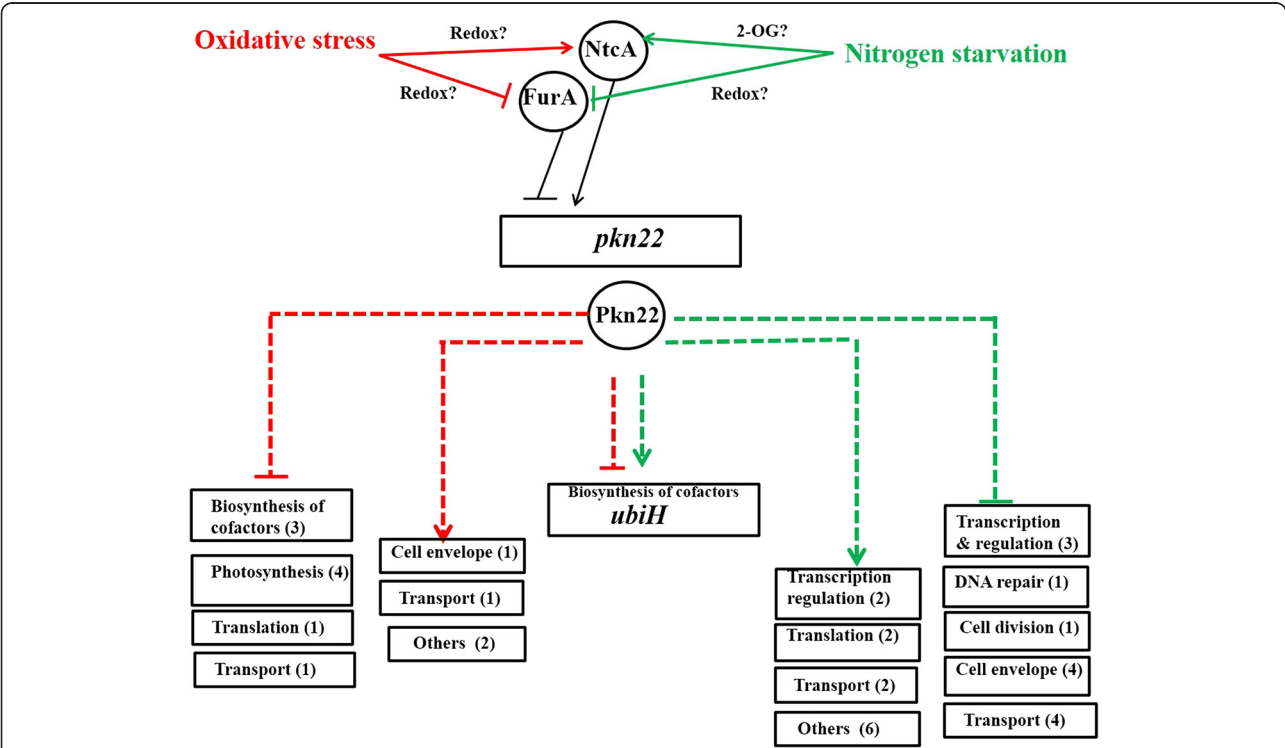 Redox?
2-OG?
Oxidative stress
NtcA
Nitrogen starvation
Redox?
FurA
Redox?
pkn22
Pkn22
Biosynthesis of
cofactors (3)
Photosynthesis (4)
Translation (1)
Transport (1)
Cell envelope (1)
Transport (1)
Others (2)
Biosynthesis of cofactors
ubiH
Transcription
regulation (2)
Translation (2)
Transport (2)
Others (6)
Transcription
& regulation (3)
DNA repair (1)
Cell division (1)
Cell envelope (4)
Transport (4)